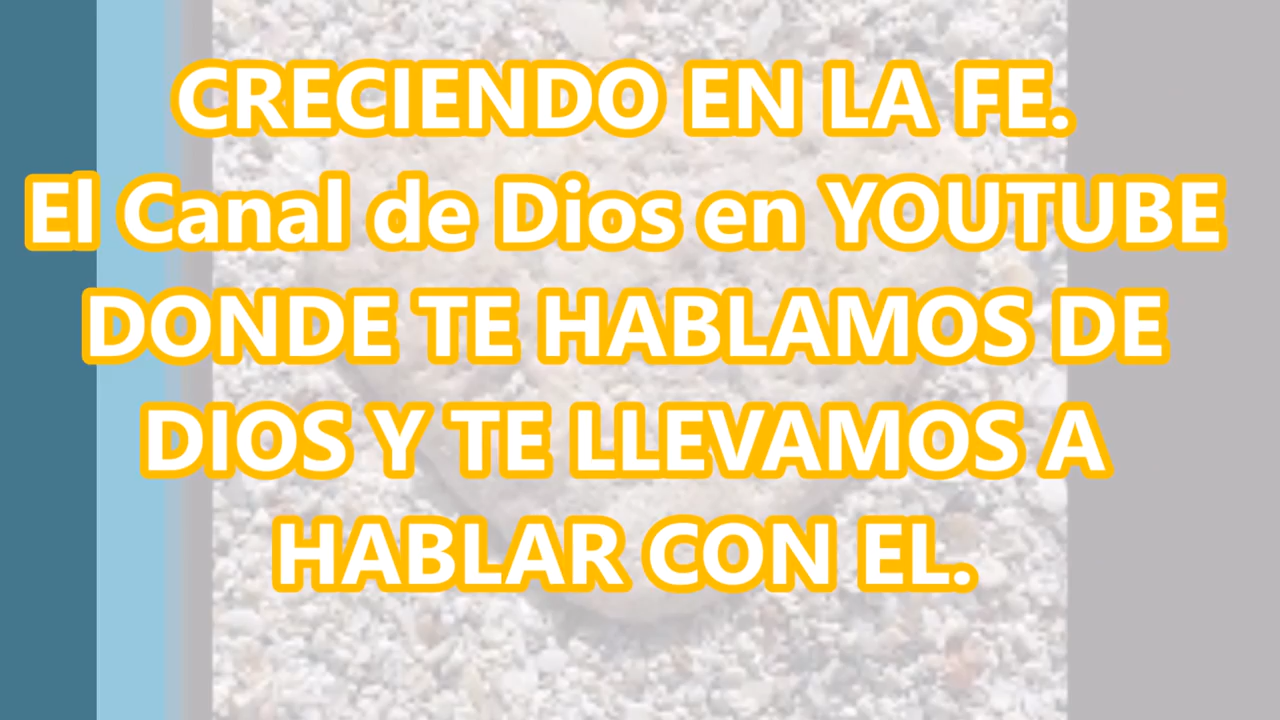 CRECIENDO EN LA FE.
El Canal de Dios en YOUTUBE
DONDE TE HABLAMOS DE
DIOS Y TE LLEVAMOS A
HABLAR CON EL.